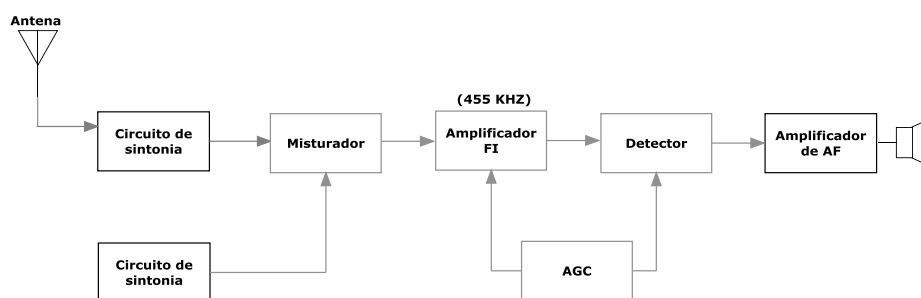 Antena
(455 KHZ)
Circuito de
sintonia
Misturador
Amplificador
FI
Detector
Amplificador
de AF
Circuito de
sintonia
AGC